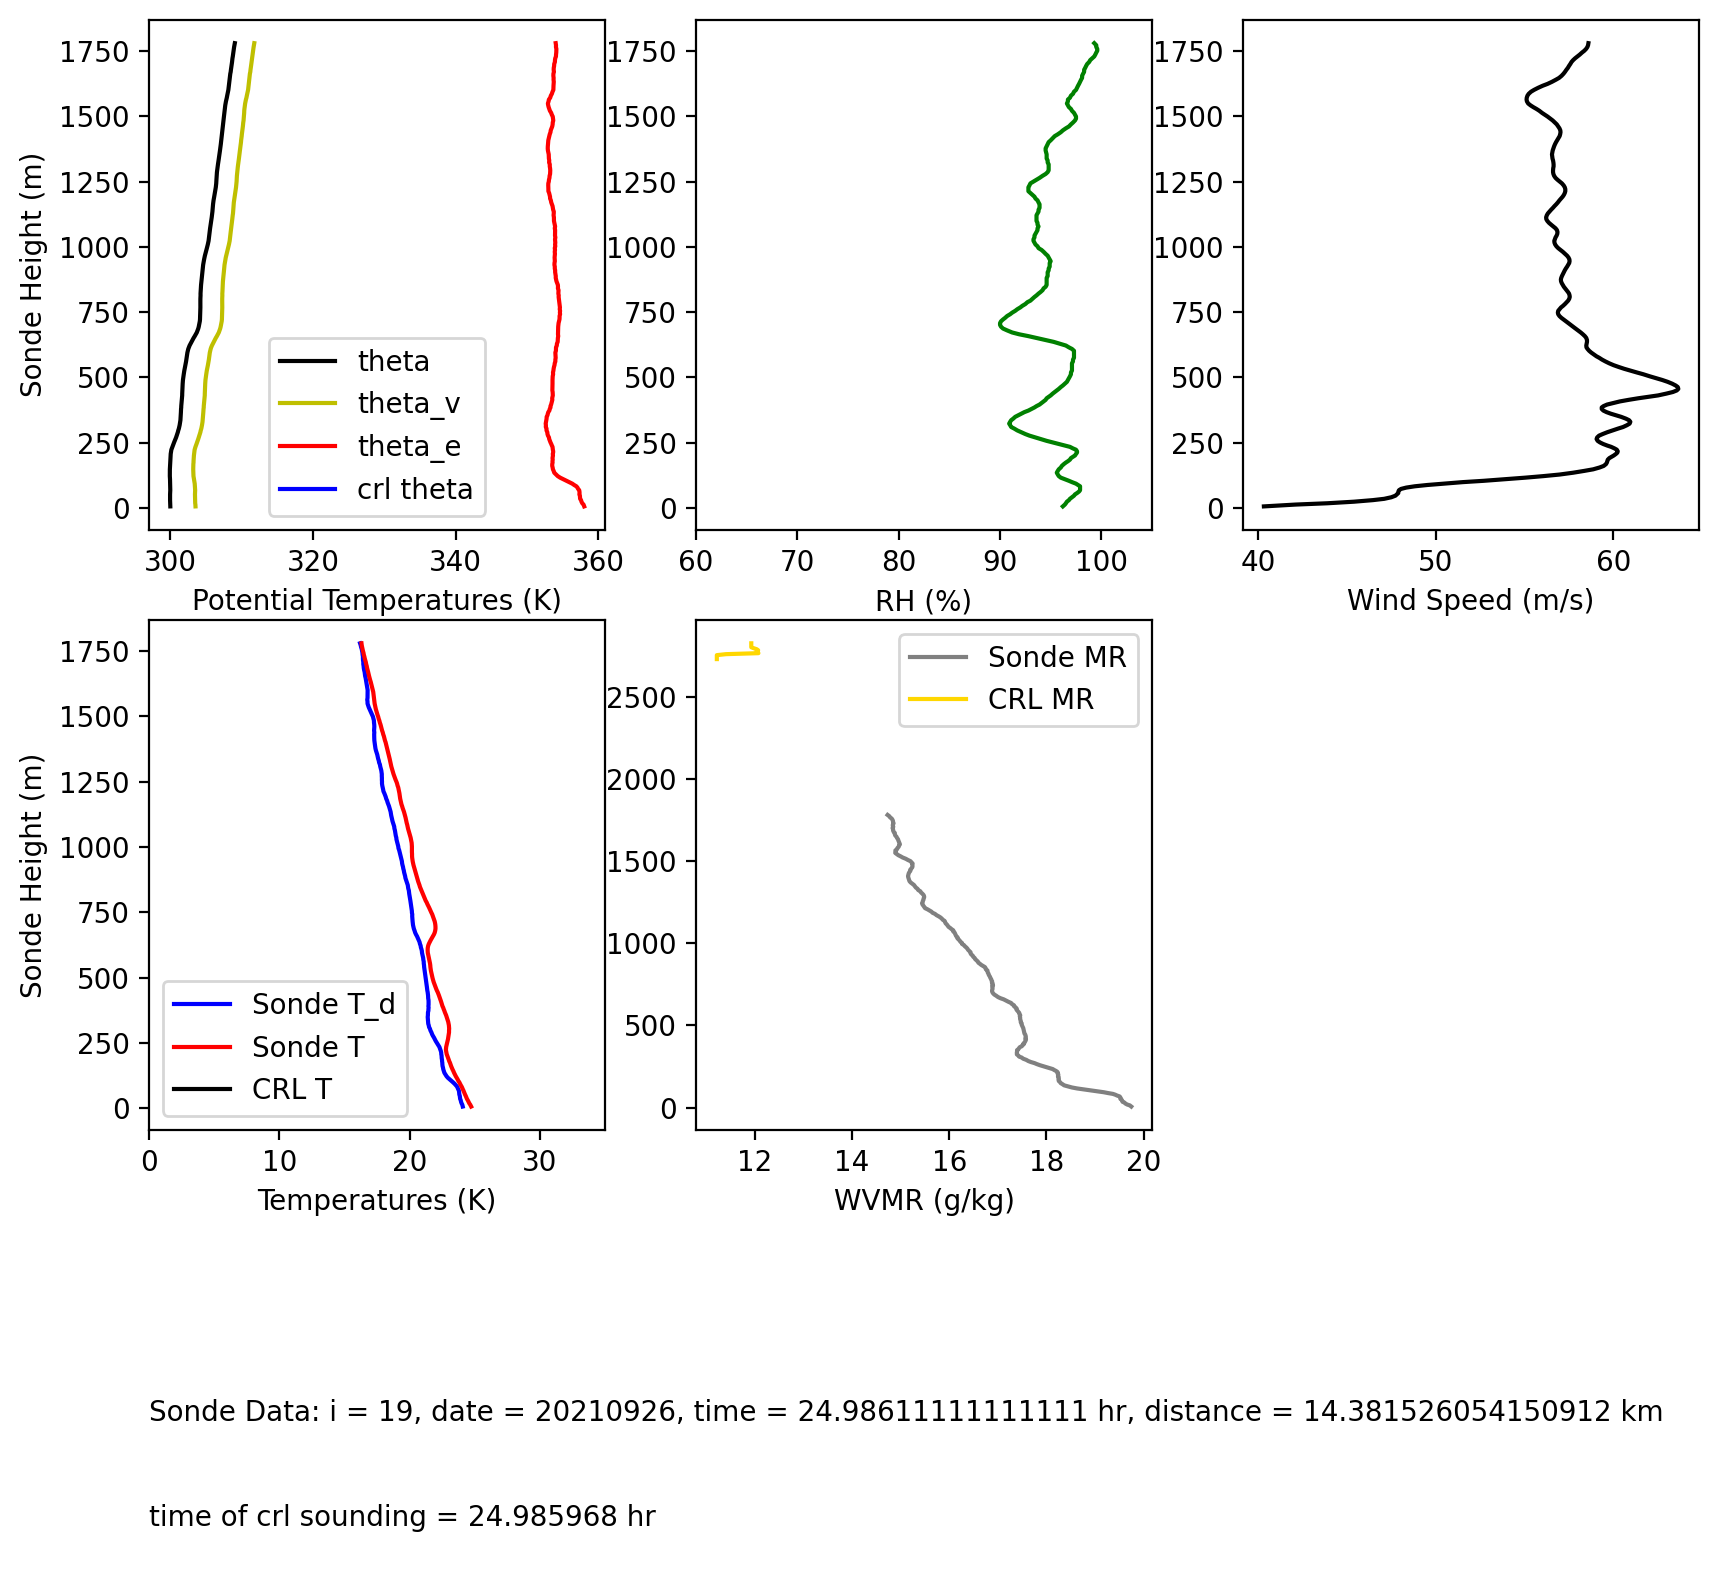 1750
1500
1250
1000
750
500
250
0
Sonde Height (m)
theta
theta_v
theta_e
crl theta
300 320 340 360
Potential Temperatures (K)
1750
1500
1250
1000
750
500
250
0
60 70 80 90 100
RH (%)
1750
1500
1250
1000
750
500
250
0
40 50 60
Wind Speed (m/s)
1750
1500
1250
1000
750
500
250
0
Sonde Height (m)
Sonde T_d
Sonde T
CRL T
0 10 20 30
Temperatures (K)
Sonde MR
CRL MR
2500
2000
1500
1000
500
0
12 14 16 18 20
WVMR (g/kg)
Sonde Data: i = 19, date = 20210926, time = 24.98611111111111 hr, distance = 14.381526054150912 km
time of crl sounding = 24.985968 hr